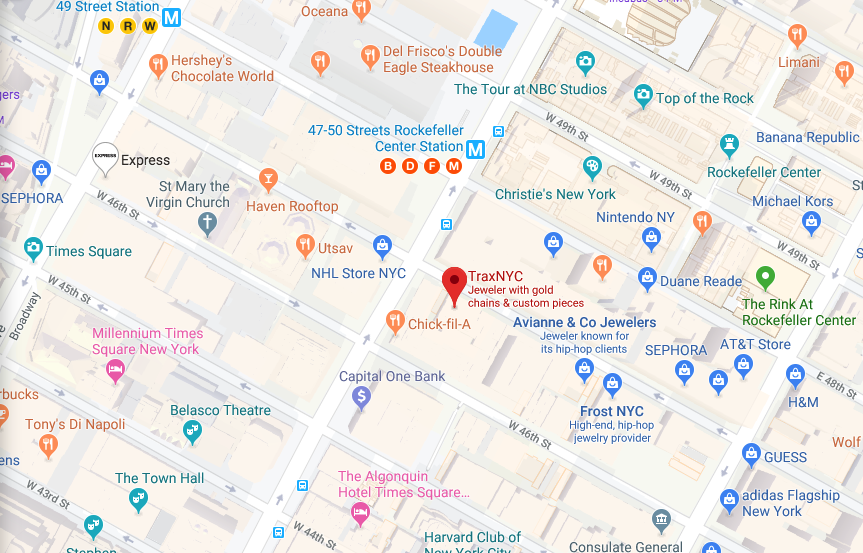 49 Street Station
M
N R W
Oceana
Hershey's
Chocolate World
Del Frisco's Double
Eagle Steakhouse
The Tour at NBC Studios
Limani
Top of the Rock
47-50 Streets Rockefeller
Center Station
M
B D F M
W 49th St
Banana Republic
Rockefeller Center
EXPRESS
Express
SEPHORA
St Mary the
Virgin Church
Haven Rooftop
Christie's New York
W 49th St
Michael Kors
Nintendo NY
W 46th St
Times Square
Utsav
NHL Store NYC
W 49th St
TraxNYC
Jeweler with gold
chains & custom pieces
Duane Reade
The Rink At
Rockefeller Center
W 45th St
Broadway
Chick-fil-A
Avianne & Co Jewelers
Jeweler known for
its hip-hop clients
Millennium Times
Square New York
SEPHORA
AT&T Store
Capital One Bank
E 48th St
H&M
Belasco Theatre
Frost NYC
High-end, hip-hop
jewelry provider
Tony's Di Napoli
W 46th St
Wolf
GUESS
The Town Hall
The Algonquin
Hotel Times Square...
adidas Flagship
New York
W 43rd St
W 44th St
Harvard Club of
New York City
Consulate General